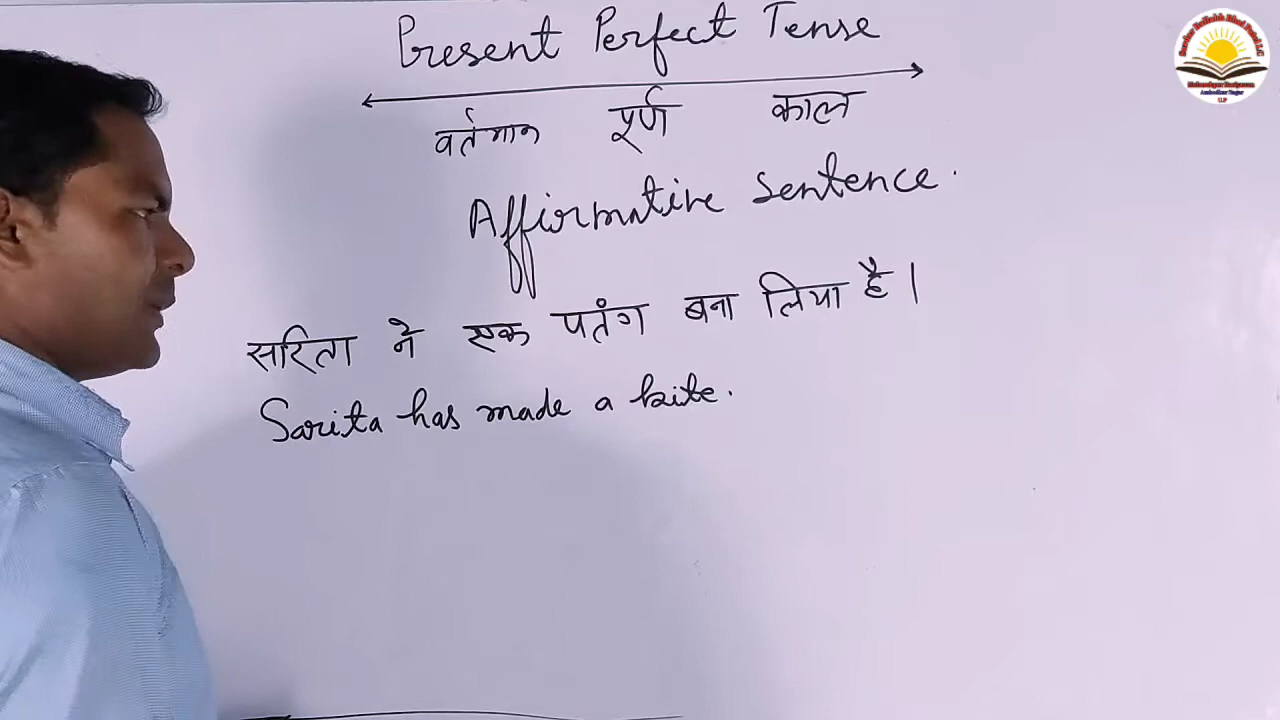 Present Perfect Tense
वर्तमान पूर्ण काल
Affirmative Sentence.
सरिता ने एक पतंग बना लिया है।
Sarita has made a kite.
U.P